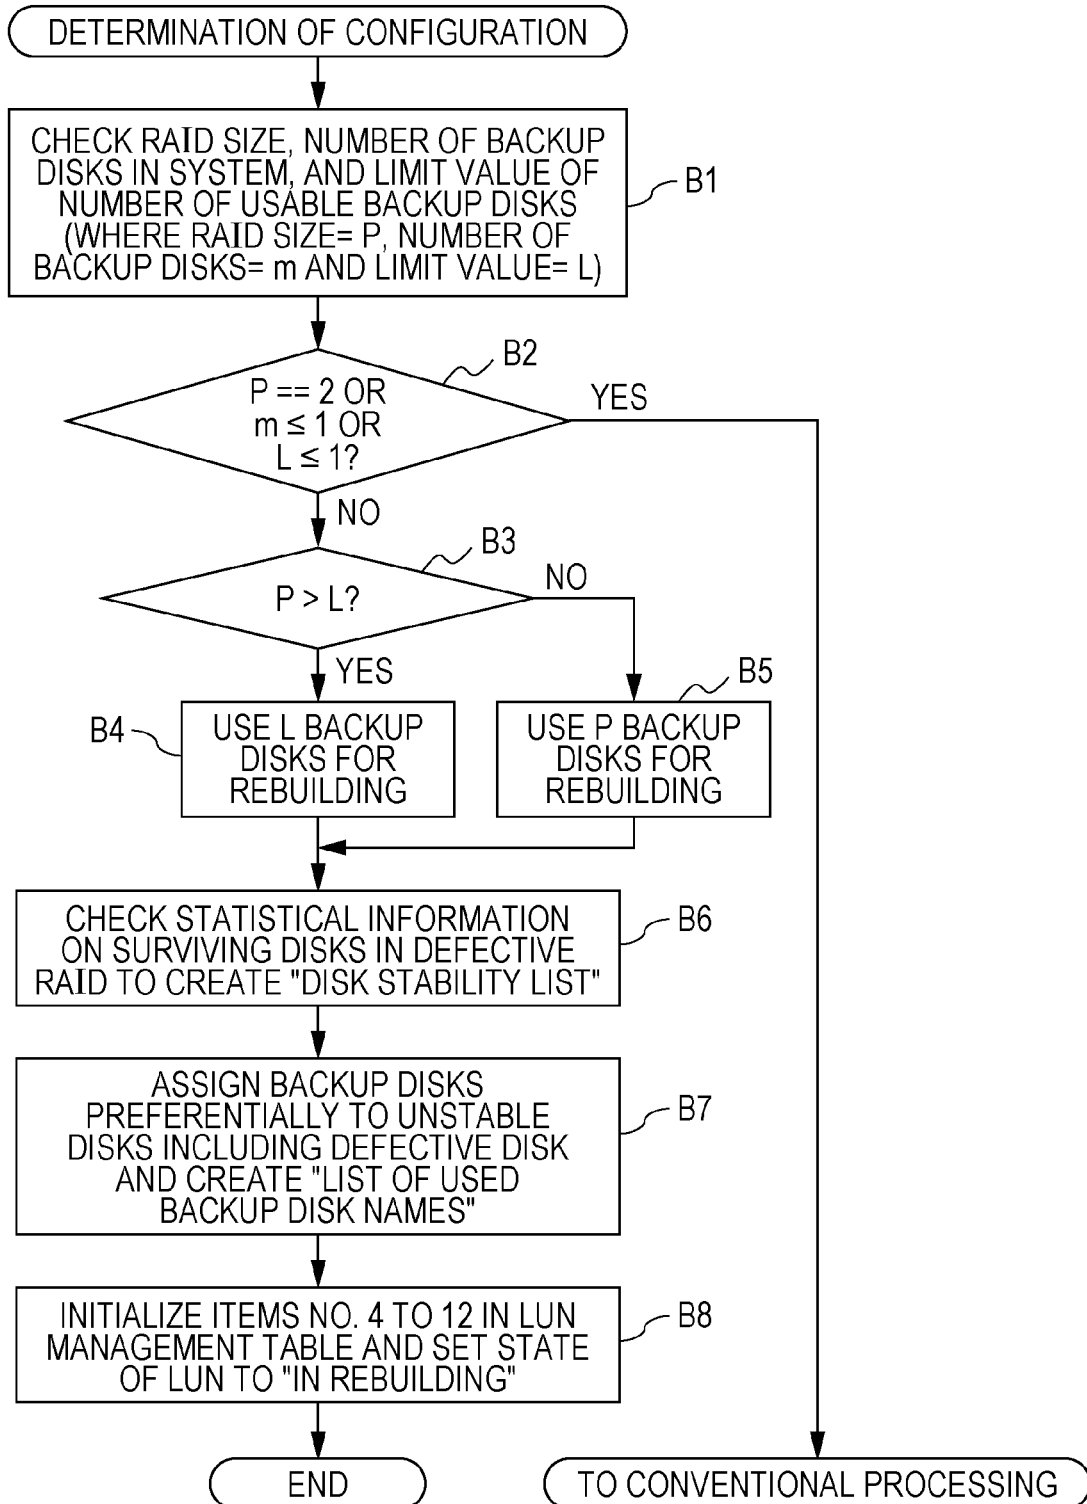 DETERMINATION OF CONFIGURATION
CHECK RAID SIZE, NUMBER OF BACKUP
DISKS IN SYSTEM, AND LIMIT VALUE OF
NUMBER OF USABLE BACKUP DISKS
(WHERE RAID SIZE= P, NUMBER OF
BACKUP DISKS= m AND LIMIT VALUE= L)
B1
B2
P == 2 OR
m ≤ 1 OR
L ≤ 1?
YES
NO
B3
P > L?
NO
YES
B4
USE L BACKUP
DISKS FOR
REBUILDING
B5
USE P BACKUP
DISKS FOR
REBUILDING
CHECK STATISTICAL INFORMATION
ON SURVIVING DISKS IN DEFECTIVE
RAID TO CREATE "DISK STABILITY LIST"
B6
ASSIGN BACKUP DISKS
PREFERENTIALLY TO UNSTABLE
DISKS INCLUDING DEFECTIVE DISK
AND CREATE "LIST OF USED
BACKUP DISK NAMES"
B7
INITIALIZE ITEMS NO. 4 TO 12 IN LUN
MANAGEMENT TABLE AND SET STATE
OF LUN TO "IN REBUILDING"
B8
END
TO CONVENTIONAL PROCESSING